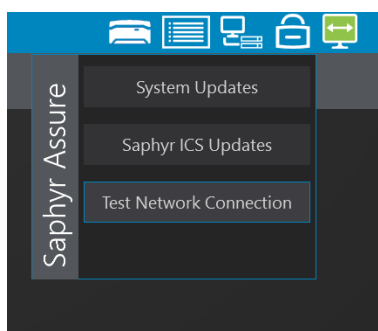 Saphyr Assure
System Updates
Saphyr ICS Updates
Test Network Connection